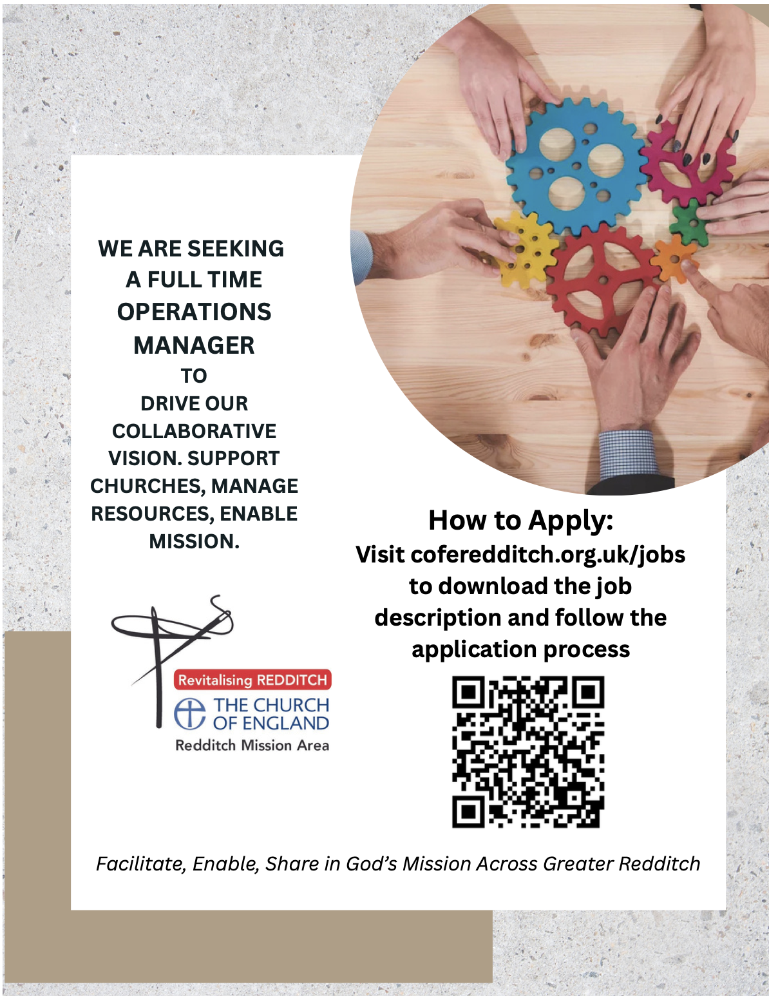 WE ARE SEEKING
A FULL TIME
OPERATIONS
MANAGER
TO
DRIVE OUR
COLLABORATIVE
VISION. SUPPORT
CHURCHES, MANAGE
RESOURCES, ENABLE
MISSION.
Revitalising REDDITCH
THE CHURCH
OF ENGLAND
Redditch Mission Area
How to Apply:
Visit coferedditch.org.uk/jobs
to download the job
description and follow the
application process
Facilitate, Enable, Share in God’s Mission Across Greater Redditch